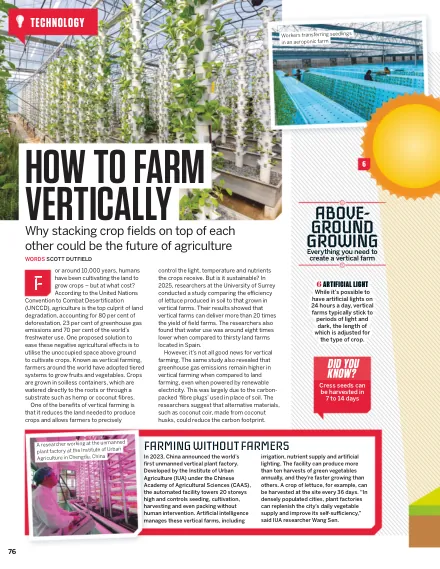 TECHNOLOGY
Workers transferring seedlings
in an aeroponic farm
HOW TO FARM
VERTICALLY
Why stacking crop fields on top of each
other could be the future of agriculture
WORDS SCOTT DUTFIELD
For around 10,000 years, humans
have been cultivating the land to
grow crops – but at what cost?
According to the United Nations
Convention to Combat Desertification
(UNCCD), agriculture is the output of land
degradation, accounting for 80 per cent of
deforestation, 23 per cent of greenhouse gas
emissions and 70 per cent of the world's
freshwater use. One proposed solution to
ease these negative agricultural effects is to
utilise the unoccupied space above ground
to cultivate crops. Known as vertical farming,
farmers around the world have adopted tiered
systems to grow fruits and vegetables. Crops
are grown in soilless containers, which are
watered directly to the roots or through a
substrate such as hemp or coconut fibres.
One of the benefits of vertical farming is
that it reduces the land needed to produce
crops and allows farmers to precisely
control the light, temperature and nutrients
the crops receive. But is it sustainable? In
2025, researchers at the University of Surrey
conducted a study comparing the efficiency
of lettuce produced in soil to that grown in
vertical farms. Their results showed that
vertical farms can deliver more than 20 times
the yield of field farms. The researchers also
found that water use was around eight times
lower when compared to thirty lettuce farms
located in Spain.
However, it's not all good news for vertical
farming. The same study also revealed that
greenhouse gas emissions remain higher in
vertical farming when compared to land
farming, even when powered by renewable
electricity. This was largely due to the carbon-
packed 'fibre plugs' used in place of soil. The
researchers suggest that alternative materials,
such as coconut coir, made from coconut
husks, could reduce the carbon footprint.
6
ABOVE-
GROUND
GROWING
Everything you need to
create a vertical farm
ARTIFICIAL LIGHT
While it's possible to
have artificial lights on
24 hours a day, vertical
farms typically stick to
periods of light and
dark, the length of
which is adjusted for
the type of crop.
DID YOU
KNOW?
Cress seeds can
be harvested in
7 to 14 days
A researcher working at the unmanned
plant factory of the Institute of Urban
Agriculture in Chengdu, China
FARMING WITHOUT FARMERS
In 2023, China announced the world's
first unmanned vertical plant factory.
Developed by the Institute of Urban
Agriculture (IUA) under the Chinese
Academy of Agricultural Sciences (CAAS),
the automated facility towers 20 storeys
high and controls seeding, cultivation,
harvesting and even packing without
human intervention. Artificial intelligence
manages these vertical farms, including
irrigation, nutrient supply and artificial
lighting. The facility can produce more
than ten harvests of green vegetables
annually, and they're faster growing than
others. A crop of lettuce, for example, can
be harvested at the site every 36 days. "In
densely populated cities, plant factories
can replenish the city's daily vegetable
supply and improve its self-sufficiency,"
said IUA researcher Wang Sen.
76